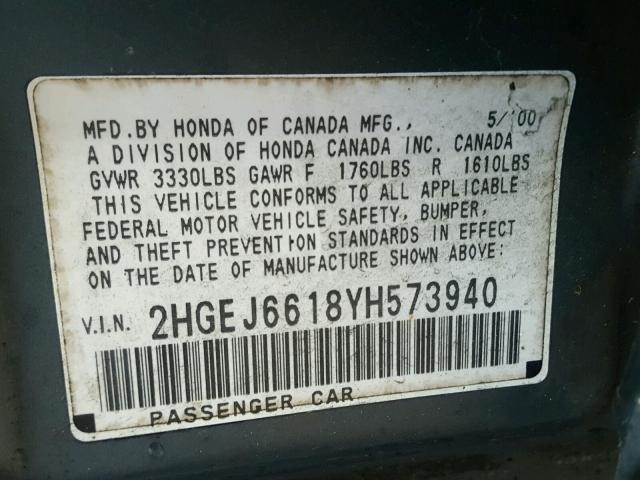 MFD.BY HONDA OF CANADA MFG., 5/00
A DIVISION OF HONDA CANADA INC. CANADA
GVWR 3330LBS GAWR F 1760LBS R 1610LBS
THIS VEHICLE CONFORMS TO ALL APPLICABLE
FEDERAL MOTOR VEHICLE SAFETY, BUMPER,
AND THEFT PREVENTION STANDARDS IN EFFECT
ON THE DATE OF MANUFACTURE SHOWN ABOVE:
V.I.N. 2HGEJ6618YH573940
PASSENGER CAR